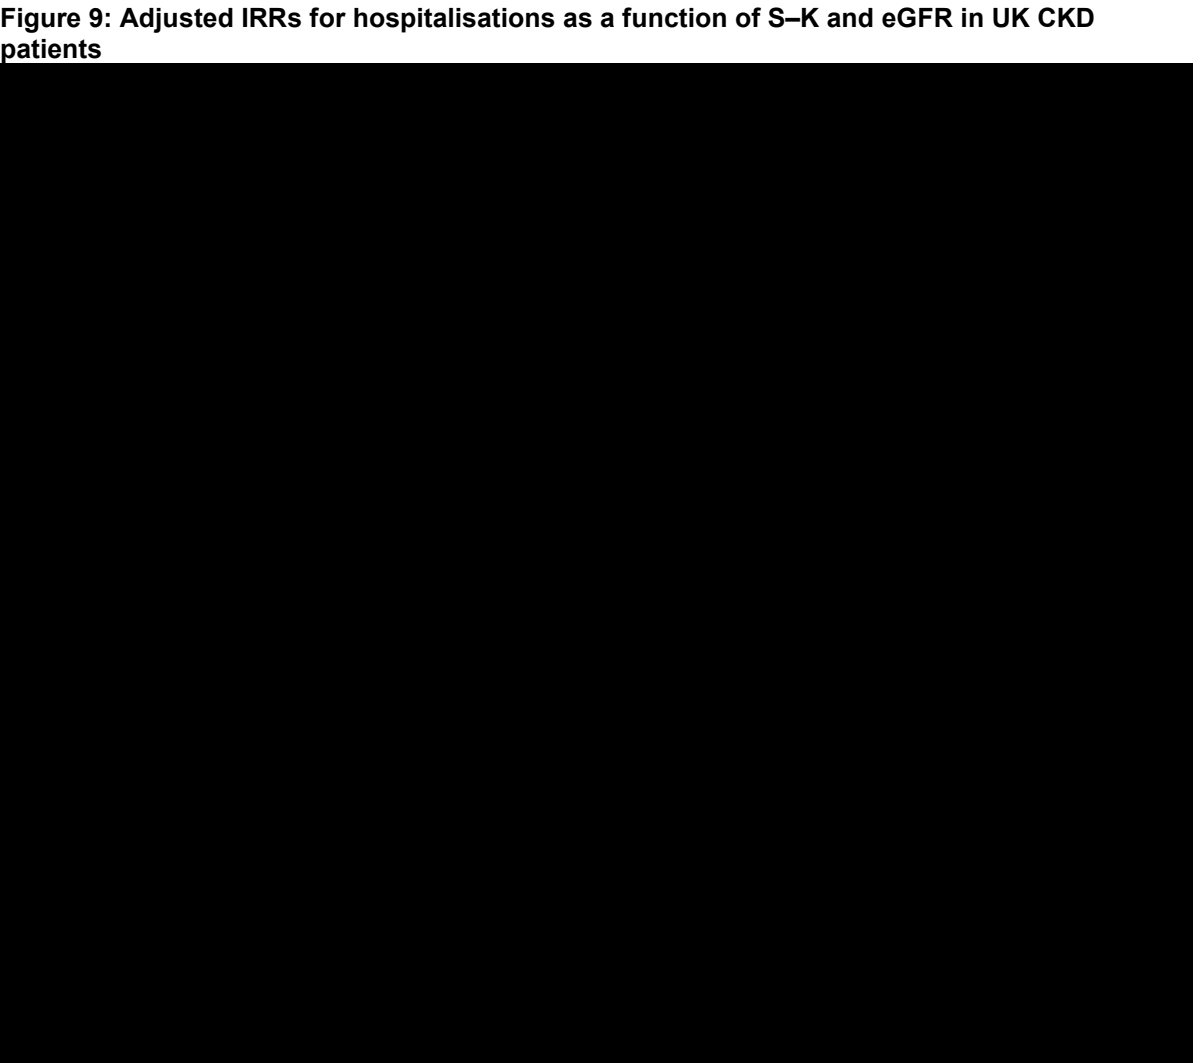 Figure 9: Adjusted IRRs for hospitalisations as a function of S–K and eGFR in UK CKD
patients